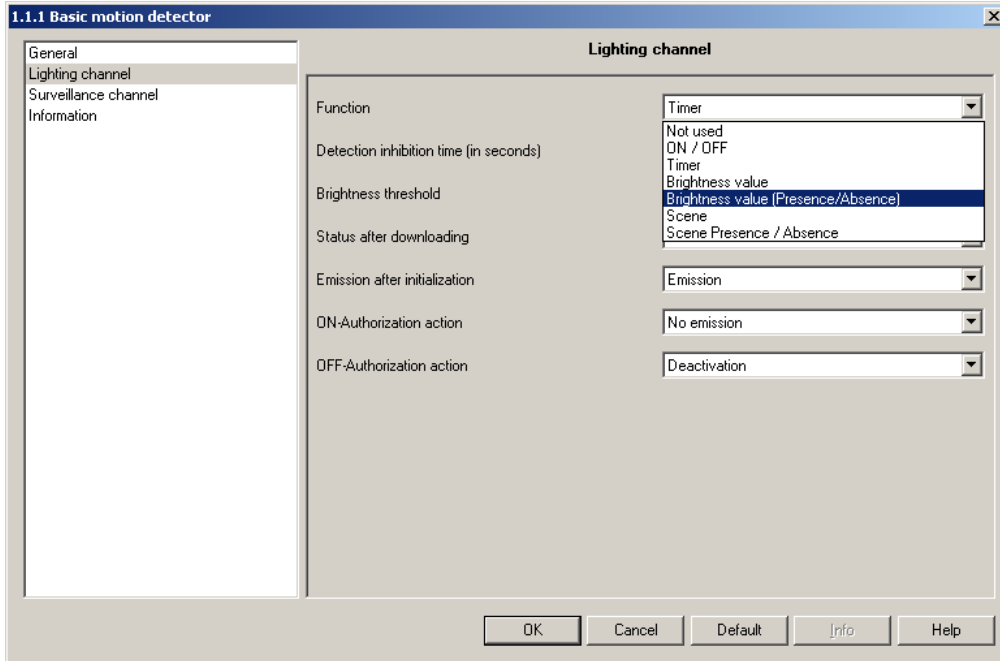 1.1.1 Basic motion detector
General
Lighting channel
Surveillance channel
Information
Lighting channel
Function
Timer
Not used
ON / OFF
Timer
Brightness value
Brightness value (Presence/Absence)
Scene
Scene Presence / Absence
Detection inhibition time (in seconds)
Brightness threshold
Status after downloading
Emission after initialization
Emission
ON-Authorization action
No emission
OFF-Authorization action
Deactivation
OK
Cancel
Default
Info
Help